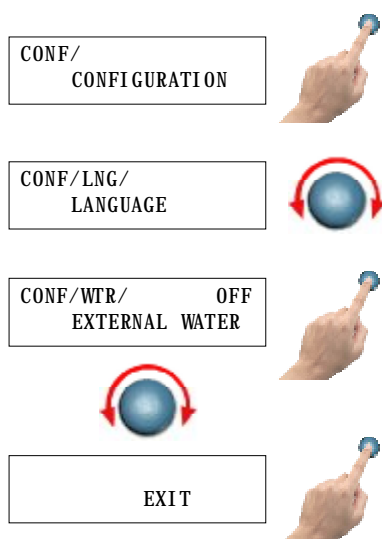 CONF/
CONFIGURATION
CONF/LNG/
LANGUAGE
CONF/WTR/ OFF
EXTERNAL WATER
EXIT